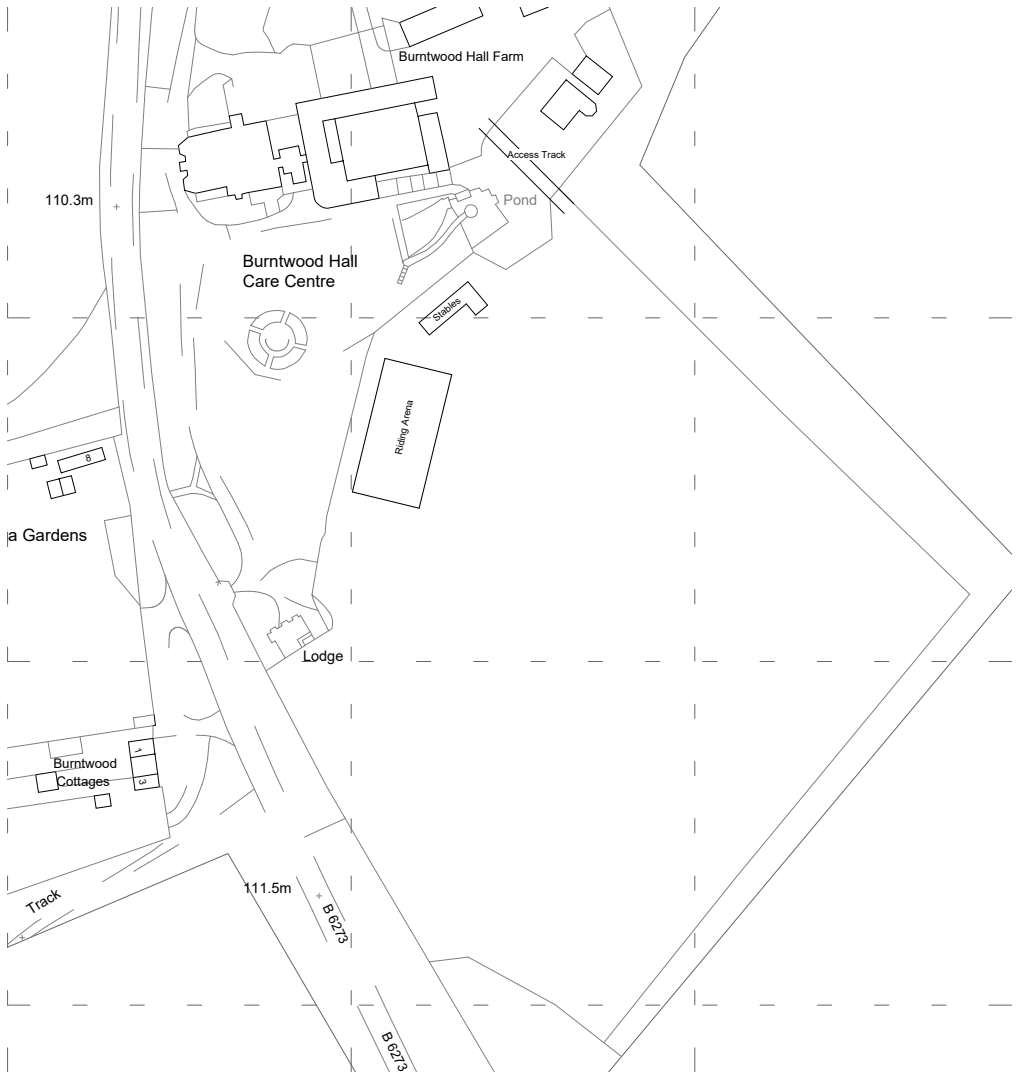 Burntwood Hall Farm
Access Track
110.3m
Pond
Burntwood Hall
Care Centre
Stables
Riding Arena
8
a Gardens
Lodge
1
Burntwood
Cottages
3
111.5m
Track
B 6273
B 6273